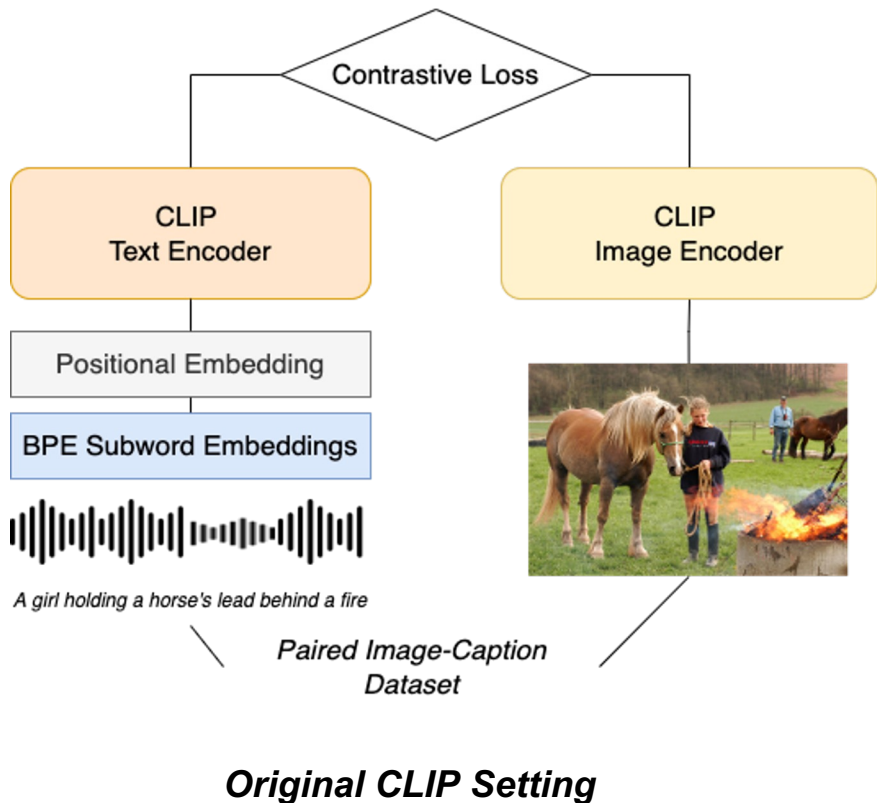 Contrastive Loss
CLIP
Text Encoder
CLIP
Image Encoder
Positional Embedding
BPE Subword Embeddings
A girl holding a horse's lead behind a fire
Paired Image-Caption
Dataset
Original CLIP Setting